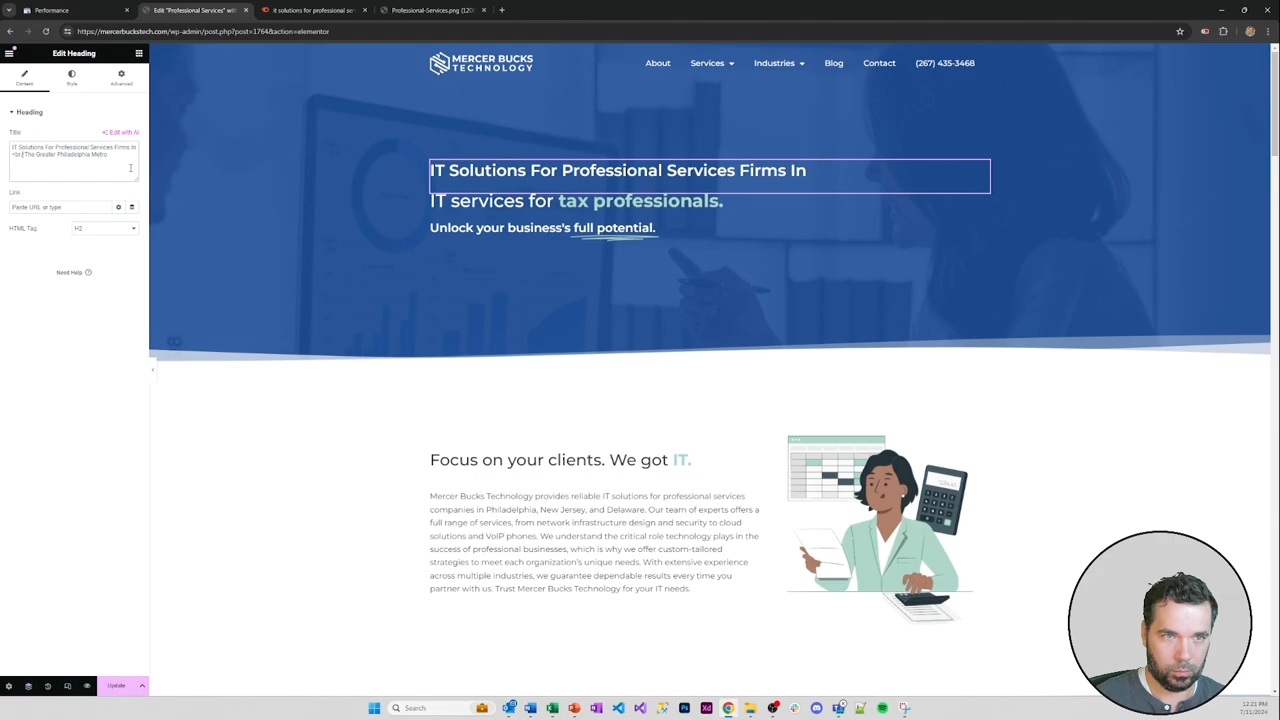 Performance
Edit "Professional Services" with
it solutions for professional ser
Professional-Services.png (120
https://mercerbuckstech.com/wp-admin/post.php?post=1764&action=elementor
Edit Heading
Content
Style
Advanced
Heading
Title
Edit with AI
IT Solutions For Professional Services Firms In
<br/The Greater Philadelphia Metro
Link
Paste URL or type
HTML Tag
H2
Need Help
Update
MERCER BUCKS
TECHNOLOGY
About
Services
Industries
Blog
Contact
(267) 435-3468
IT Solutions For Professional Services Firms In
IT services for tax professionals.
Unlock your business's full potential.
Focus on your clients. We got IT.
Mercer Bucks Technology provides reliable IT solutions for professional services
companies in Philadelphia, New Jersey, and Delaware. Our team of experts offers a
full range of services, from network infrastructure design and security to cloud
solutions and VoIP phones. We understand the critical role technology plays in the
success of professional businesses, which is why we offer custom-tailored
strategies to meet each organization's unique needs. With extensive experience
across multiple industries, we guarantee dependable results every time you
partner with us. Trust Mercer Bucks Technology for your IT needs.
Search
12:21 PM
7/11/2024